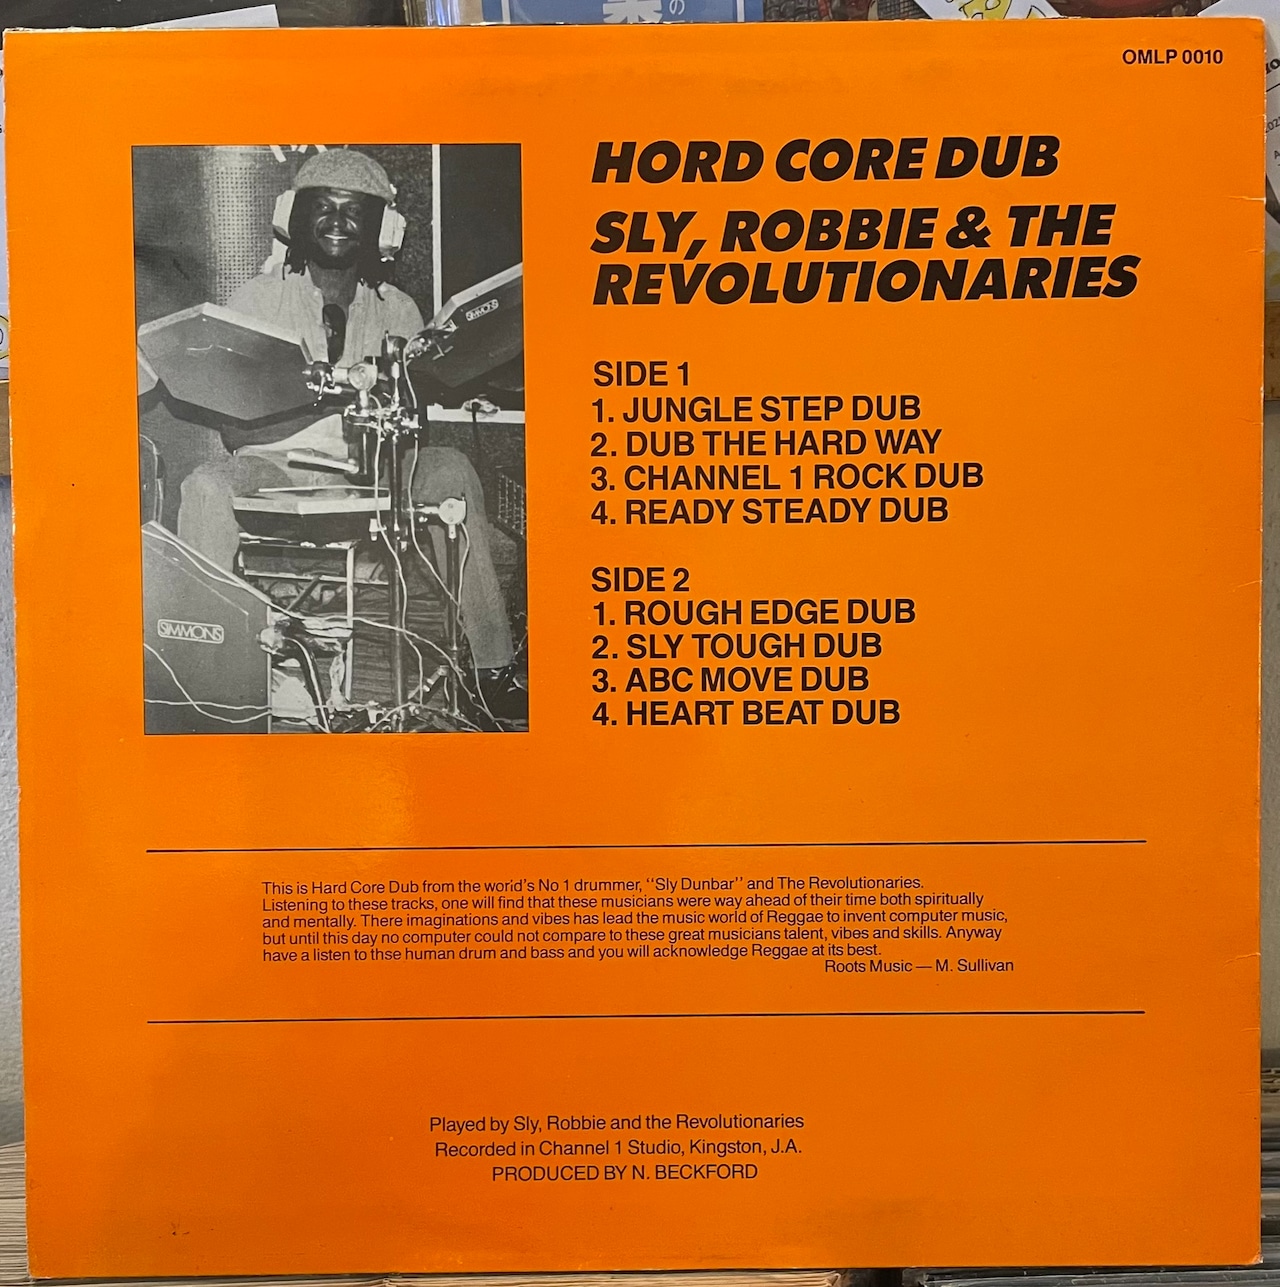 OMLP 0010
HORD CORE DUB
SLY, ROBBIE & THE
REVOLUTIONARIES
SIMMONS
SIMMONS
SIDE 1
1. JUNGLE STEP DUB
2. DUB THE HARD WAY
3. CHANNEL 1 ROCK DUB
4. READY STEADY DUB
SIDE 2
1. ROUGH EDGE DUB
2. SLY TOUGH DUB
3. ABC MOVE DUB
4. HEART BEAT DUB
This is Hard Core Dub from the world's No 1 drummer, "Sly Dunbar" and The Revolutionaries.
Listening to these tracks, one will find that these musicians were way ahead of their time both spiritually
and mentally. There imaginations and vibes has lead the music world of Reggae to invent computer music,
but until this day no computer could not compare to these great musicians talent, vibes and skills. Anyway
have a listen to thse human drum and bass and you will acknowledge Reggae at its best.
Roots Music — M. Sullivan
Played by Sly, Robbie and the Revolutionaries
Recorded in Channel 1 Studio, Kingston, J.A.
PRODUCED BY N. BECKFORD